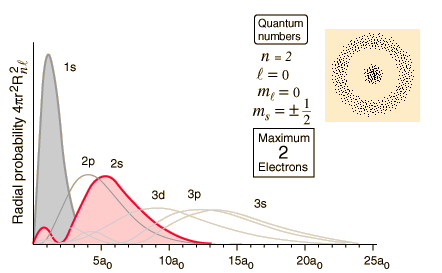 Radial probability 4πr²R²nℓ
1s
2p
2s
3d
3p
3s
5a₀
10a₀
15a₀
20a₀
25a₀
Quantum
numbers
n = 2
ℓ = 0
mℓ = 0
mₛ = ± 1/2
Maximum
2
Electrons